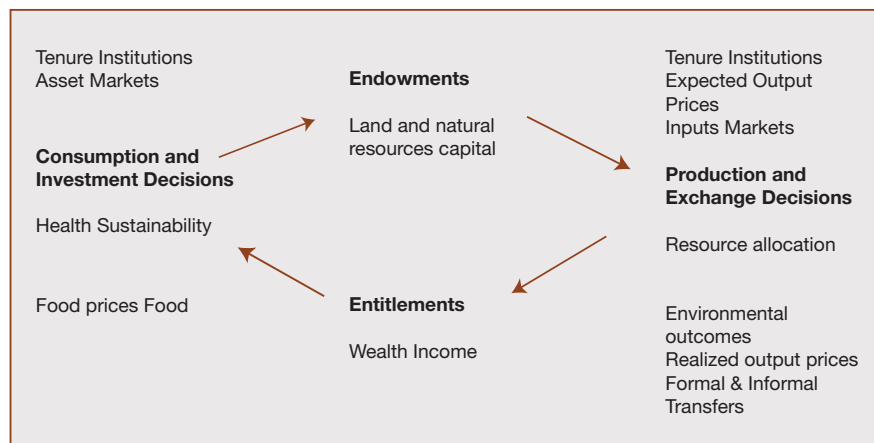 Tenure Institutions
Asset Markets
Consumption and
Investment Decisions
Health Sustainability
Food prices Food
Endowments
Land and natural
resources capital
Entitlements
Wealth Income
Tenure Institutions
Expected Output
Prices
Inputs Markets
Production and
Exchange Decisions
Resource allocation
Environmental
outcomes
Realized output prices
Formal & Informal
Transfers